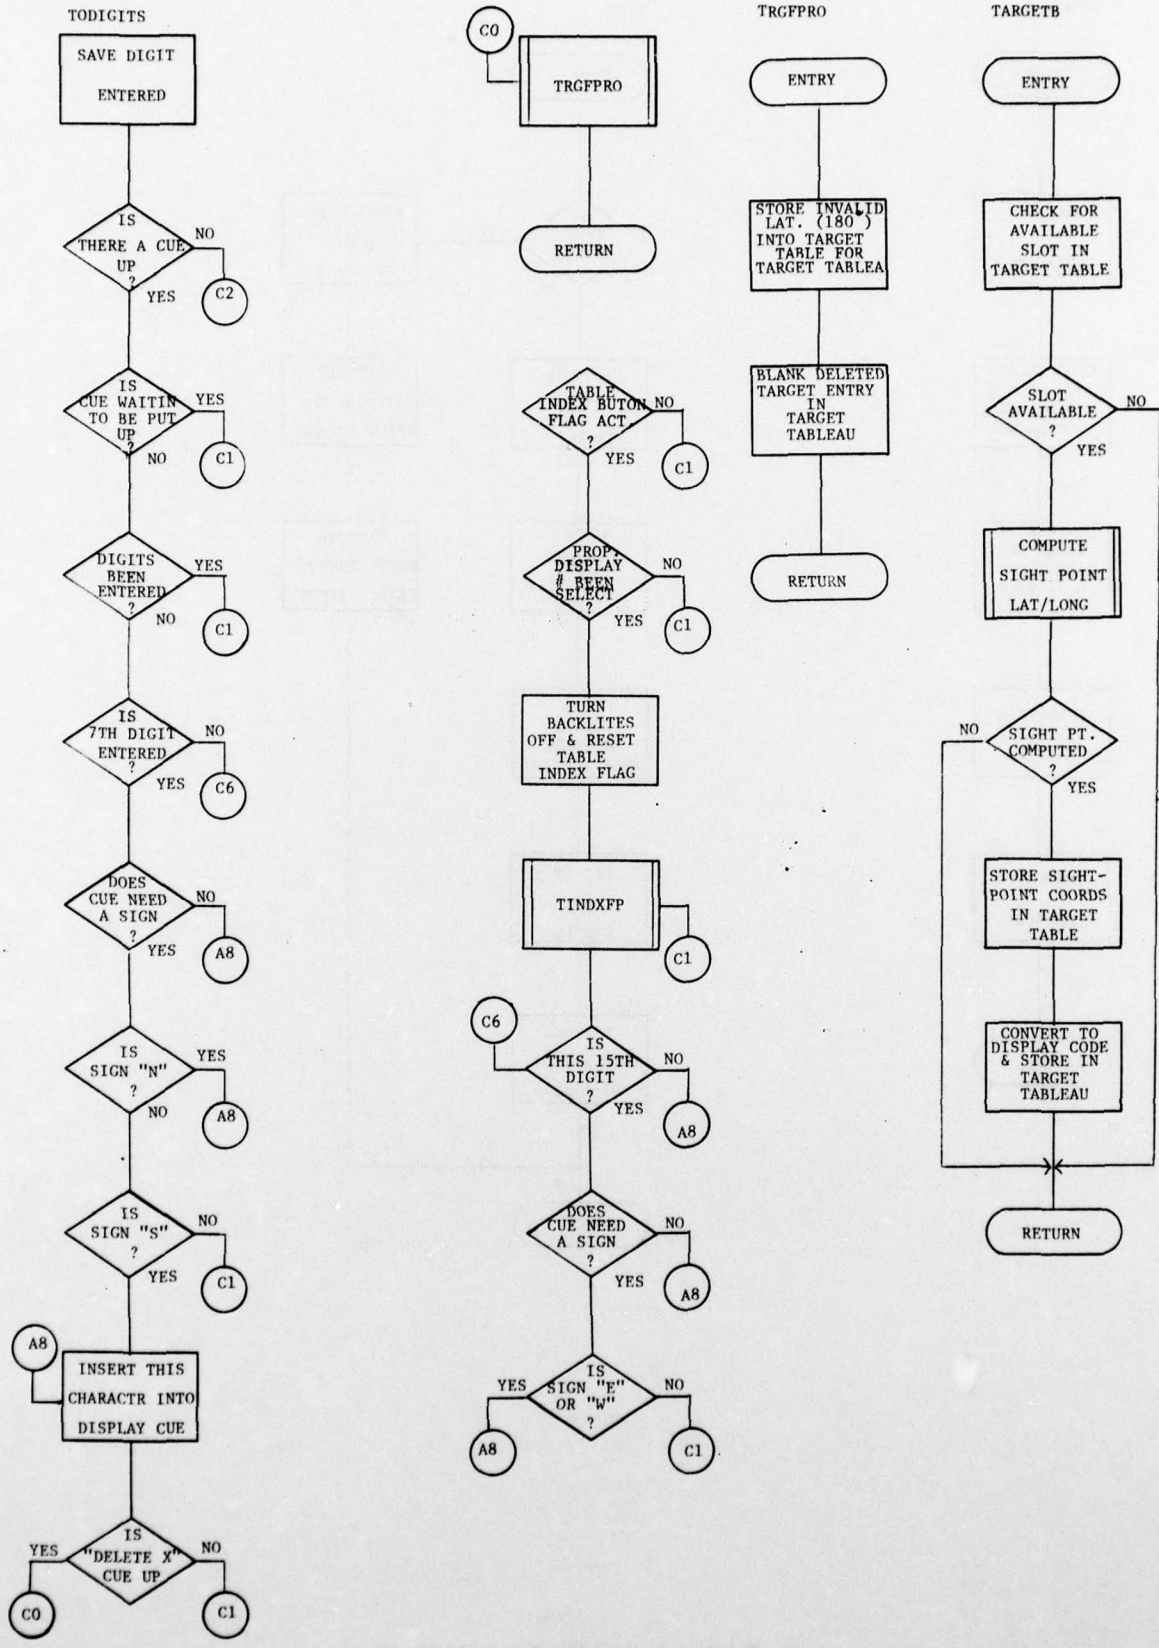 TODIGITS
SAVE DIGIT
ENTERED
IS
THERE A CUE
UP
?
NO
C2
YES
IS
CUE WAITIN
TO BE PUT
UP
?
YES
C1
NO
DIGITS
BEEN
ENTERED
?
YES
C1
NO
IS
7TH DIGIT
ENTERED
?
NO
C6
YES
DOES
CUE NEED
A SIGN
?
NO
A8
YES
IS
SIGN "N"
?
YES
A8
NO
IS
SIGN "S"
?
NO
C1
YES
A8
INSERT THIS
CHARACTR INTO
DISPLAY CUE
IS
"DELETE X"
CUE UP
YES
C0
NO
C1
C0
TRGFPRO
RETURN
TABLE
INDEX BUTON
FLAG ACT.
?
NO
C1
YES
PROP.
DISPLAY
# BEEN
SELECT
?
NO
C1
YES
TURN
BACKLITES
OFF & RESET
TABLE
INDEX FLAG
TINDXFP
C1
C6
IS
THIS 15TH
DIGIT
?
NO
A8
YES
DOES
CUE NEED
A SIGN
?
NO
A8
YES
IS
SIGN "E"
OR "W"
?
YES
A8
NO
C1
TRGFPRO
ENTRY
STORE INVALID
LAT. (180°)
INTO TARGET
TABLE FOR
TARGET TABLEA
BLANK DELETED
TARGET ENTRY
IN
TARGET
TABLEAU
RETURN
TARGETB
ENTRY
CHECK FOR
AVAILABLE
SLOT IN
TARGET TABLE
SLOT
AVAILABLE
?
NO
YES
COMPUTE
SIGHT POINT
LAT/LONG
SIGHT PT.
COMPUTED
?
NO
YES
STORE SIGHT-
POINT COORDS
IN TARGET
TABLE
CONVERT TO
DISPLAY CODE
& STORE IN
TARGET
TABLEAU
RETURN